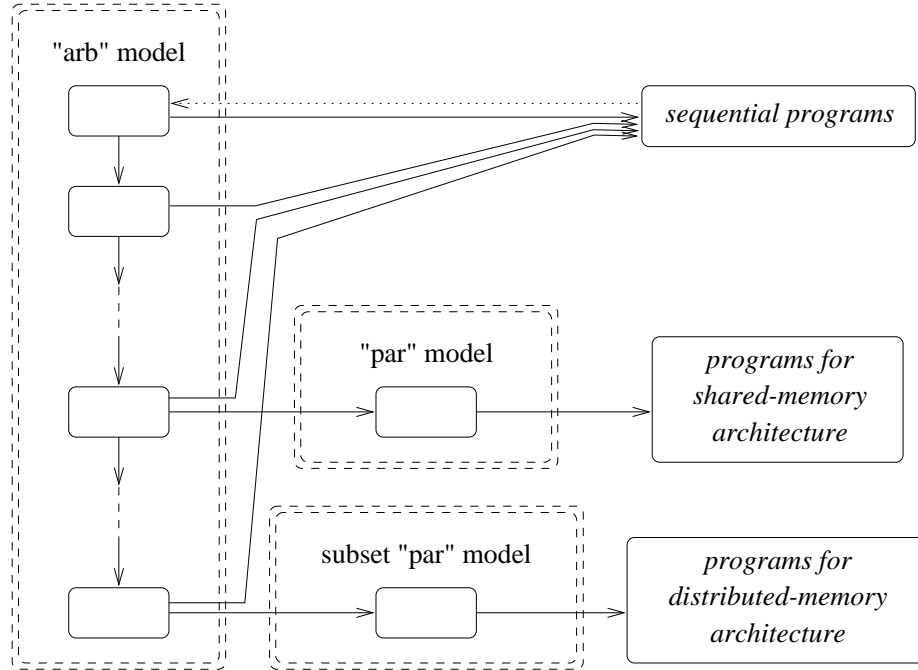 "arb" model
sequential programs
"par" model
programs for
shared-memory
architecture
subset "par" model
programs for
distributed-memory
architecture